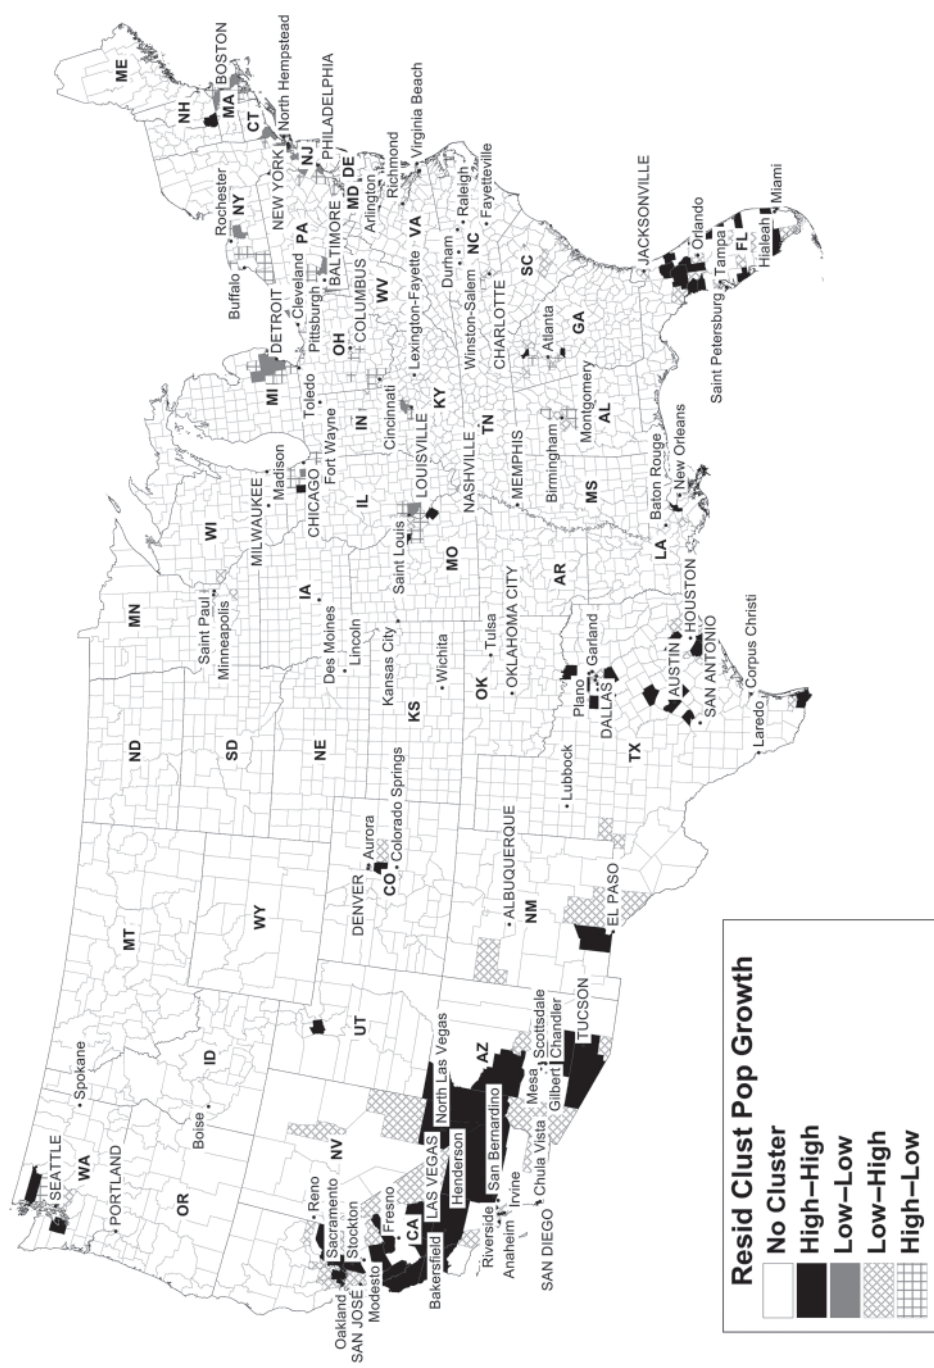 SEATTLE
WA
Spokane
PORTLAND
OR
Boise
ID
MT
WY
ND
SD
NE
MN
WI
MI
IA
IL
IN
OH
ME
NH
MA
BOSTON
CT
North Hempstead
NEW YORK
NJ
PHILADELPHIA
DE
MD
BALTIMORE
Arlington
Richmond
Virginia Beach
Rochester
NY
Buffalo
PA
Pittsburgh
Cleveland
DETROIT
Toledo
COLUMBUS
WV
VA
Cincinnati
Lexington-Fayette
LOUISVILLE
KY
Fort Wayne
CHICAGO
MILWAUKEE
Madison
Saint Paul
Minneapolis
Des Moines
Lincoln
Kansas City
Saint Louis
MO
KS
Wichita
DENVER
Aurora
CO
Colorado Springs
UT
NV
Reno
Sacramento
Stockton
Oakland
SAN JOSÉ
Modesto
Fresno
CA
Bakersfield
LAS VEGAS
North Las Vegas
Henderson
San Bernardino
Riverside
Anaheim
Irvine
SAN DIEGO
Chula Vista
AZ
Mesa
Scottsdale
Gilbert
Chandler
TUCSON
NM
ALBUQUERQUE
EL PASO
TX
Lubbock
Plano
Garland
DALLAS
AUSTIN
SAN ANTONIO
HOUSTON
Corpus Christi
Laredo
OK
Tulsa
OKLAHOMA CITY
AR
LA
Baton Rouge
New Orleans
MS
MEMPHIS
NASHVILLE
TN
Birmingham
Montgomery
AL
GA
Atlanta
SC
NC
CHARLOTTE
Winston-Salem
Durham
Raleigh
Fayetteville
JACKSONVILLE
Orlando
Tampa
Saint Petersburg
FL
Hialeah
Miami
Resid Clust Pop Growth
No Cluster
High–High
Low–Low
Low–High
High–Low